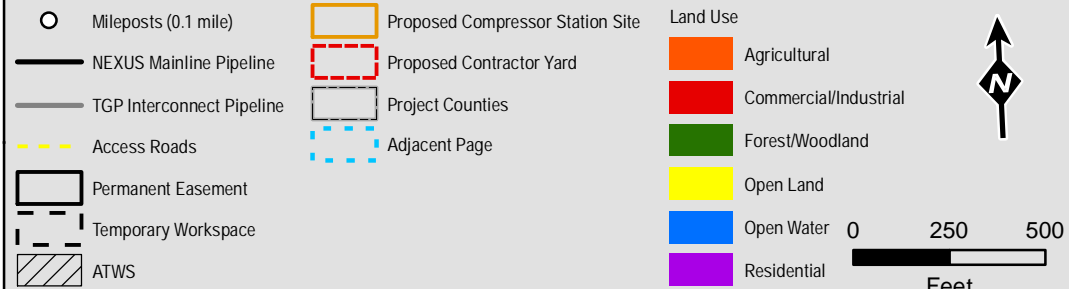 Mileposts (0.1 mile)
NEXUS Mainline Pipeline
TGP Interconnect Pipeline
Access Roads
Permanent Easement
Temporary Workspace
ATWS
Proposed Compressor Station Site
Proposed Contractor Yard
Project Counties
Adjacent Page
Land Use
Agricultural
Commercial/Industrial
Forest/Woodland
Open Land
Open Water
Residential
N
0 250 500
Feet